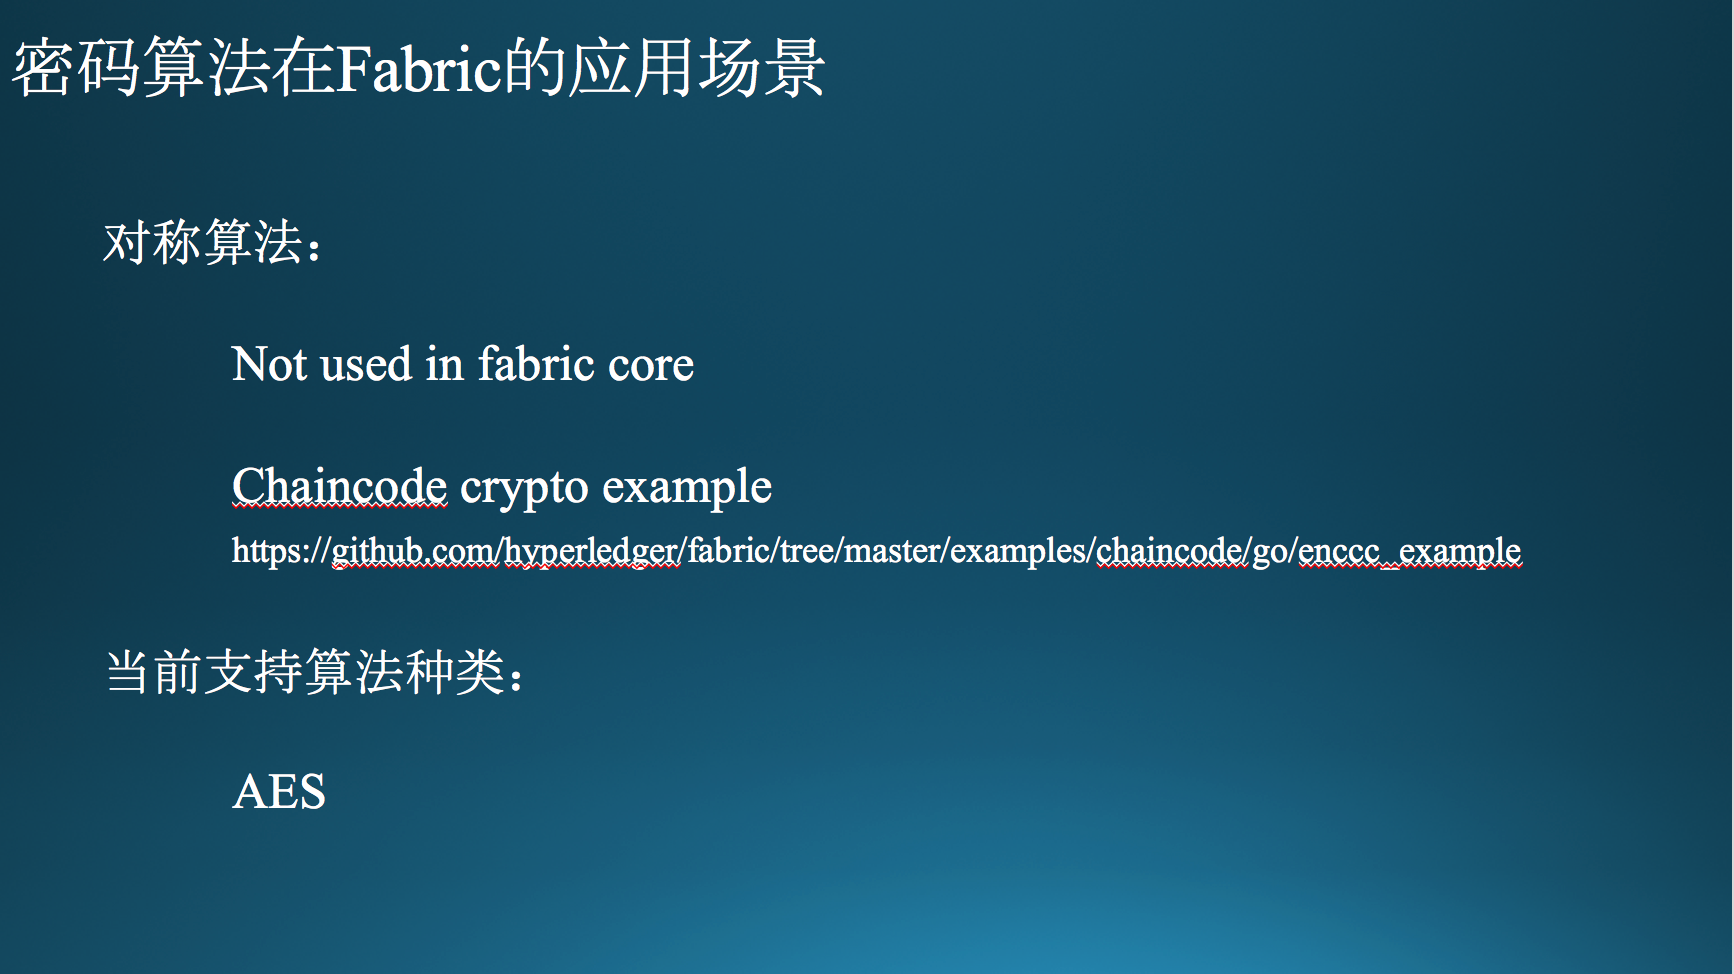 密码算法在Fabric的应用场景
对称算法：
Not used in fabric core
Chaincode crypto example
https://github.com/hyperledger/fabric/tree/master/examples/chaincode/go/enccc_example
当前支持算法种类：
AES